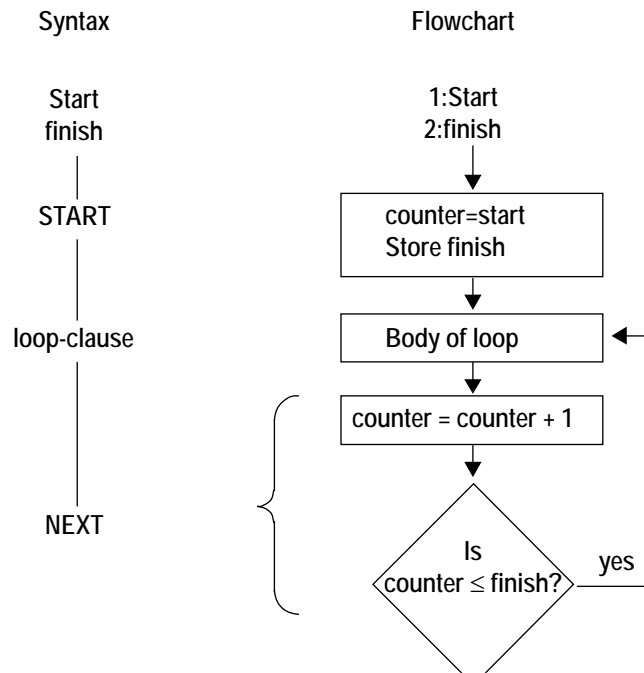 Syntax
Flowchart
Start
finish
START
loop-clause
NEXT
1:Start
2:finish
counter=start
Store finish
Body of loop
counter = counter + 1
Is
counter ≤ finish?
yes